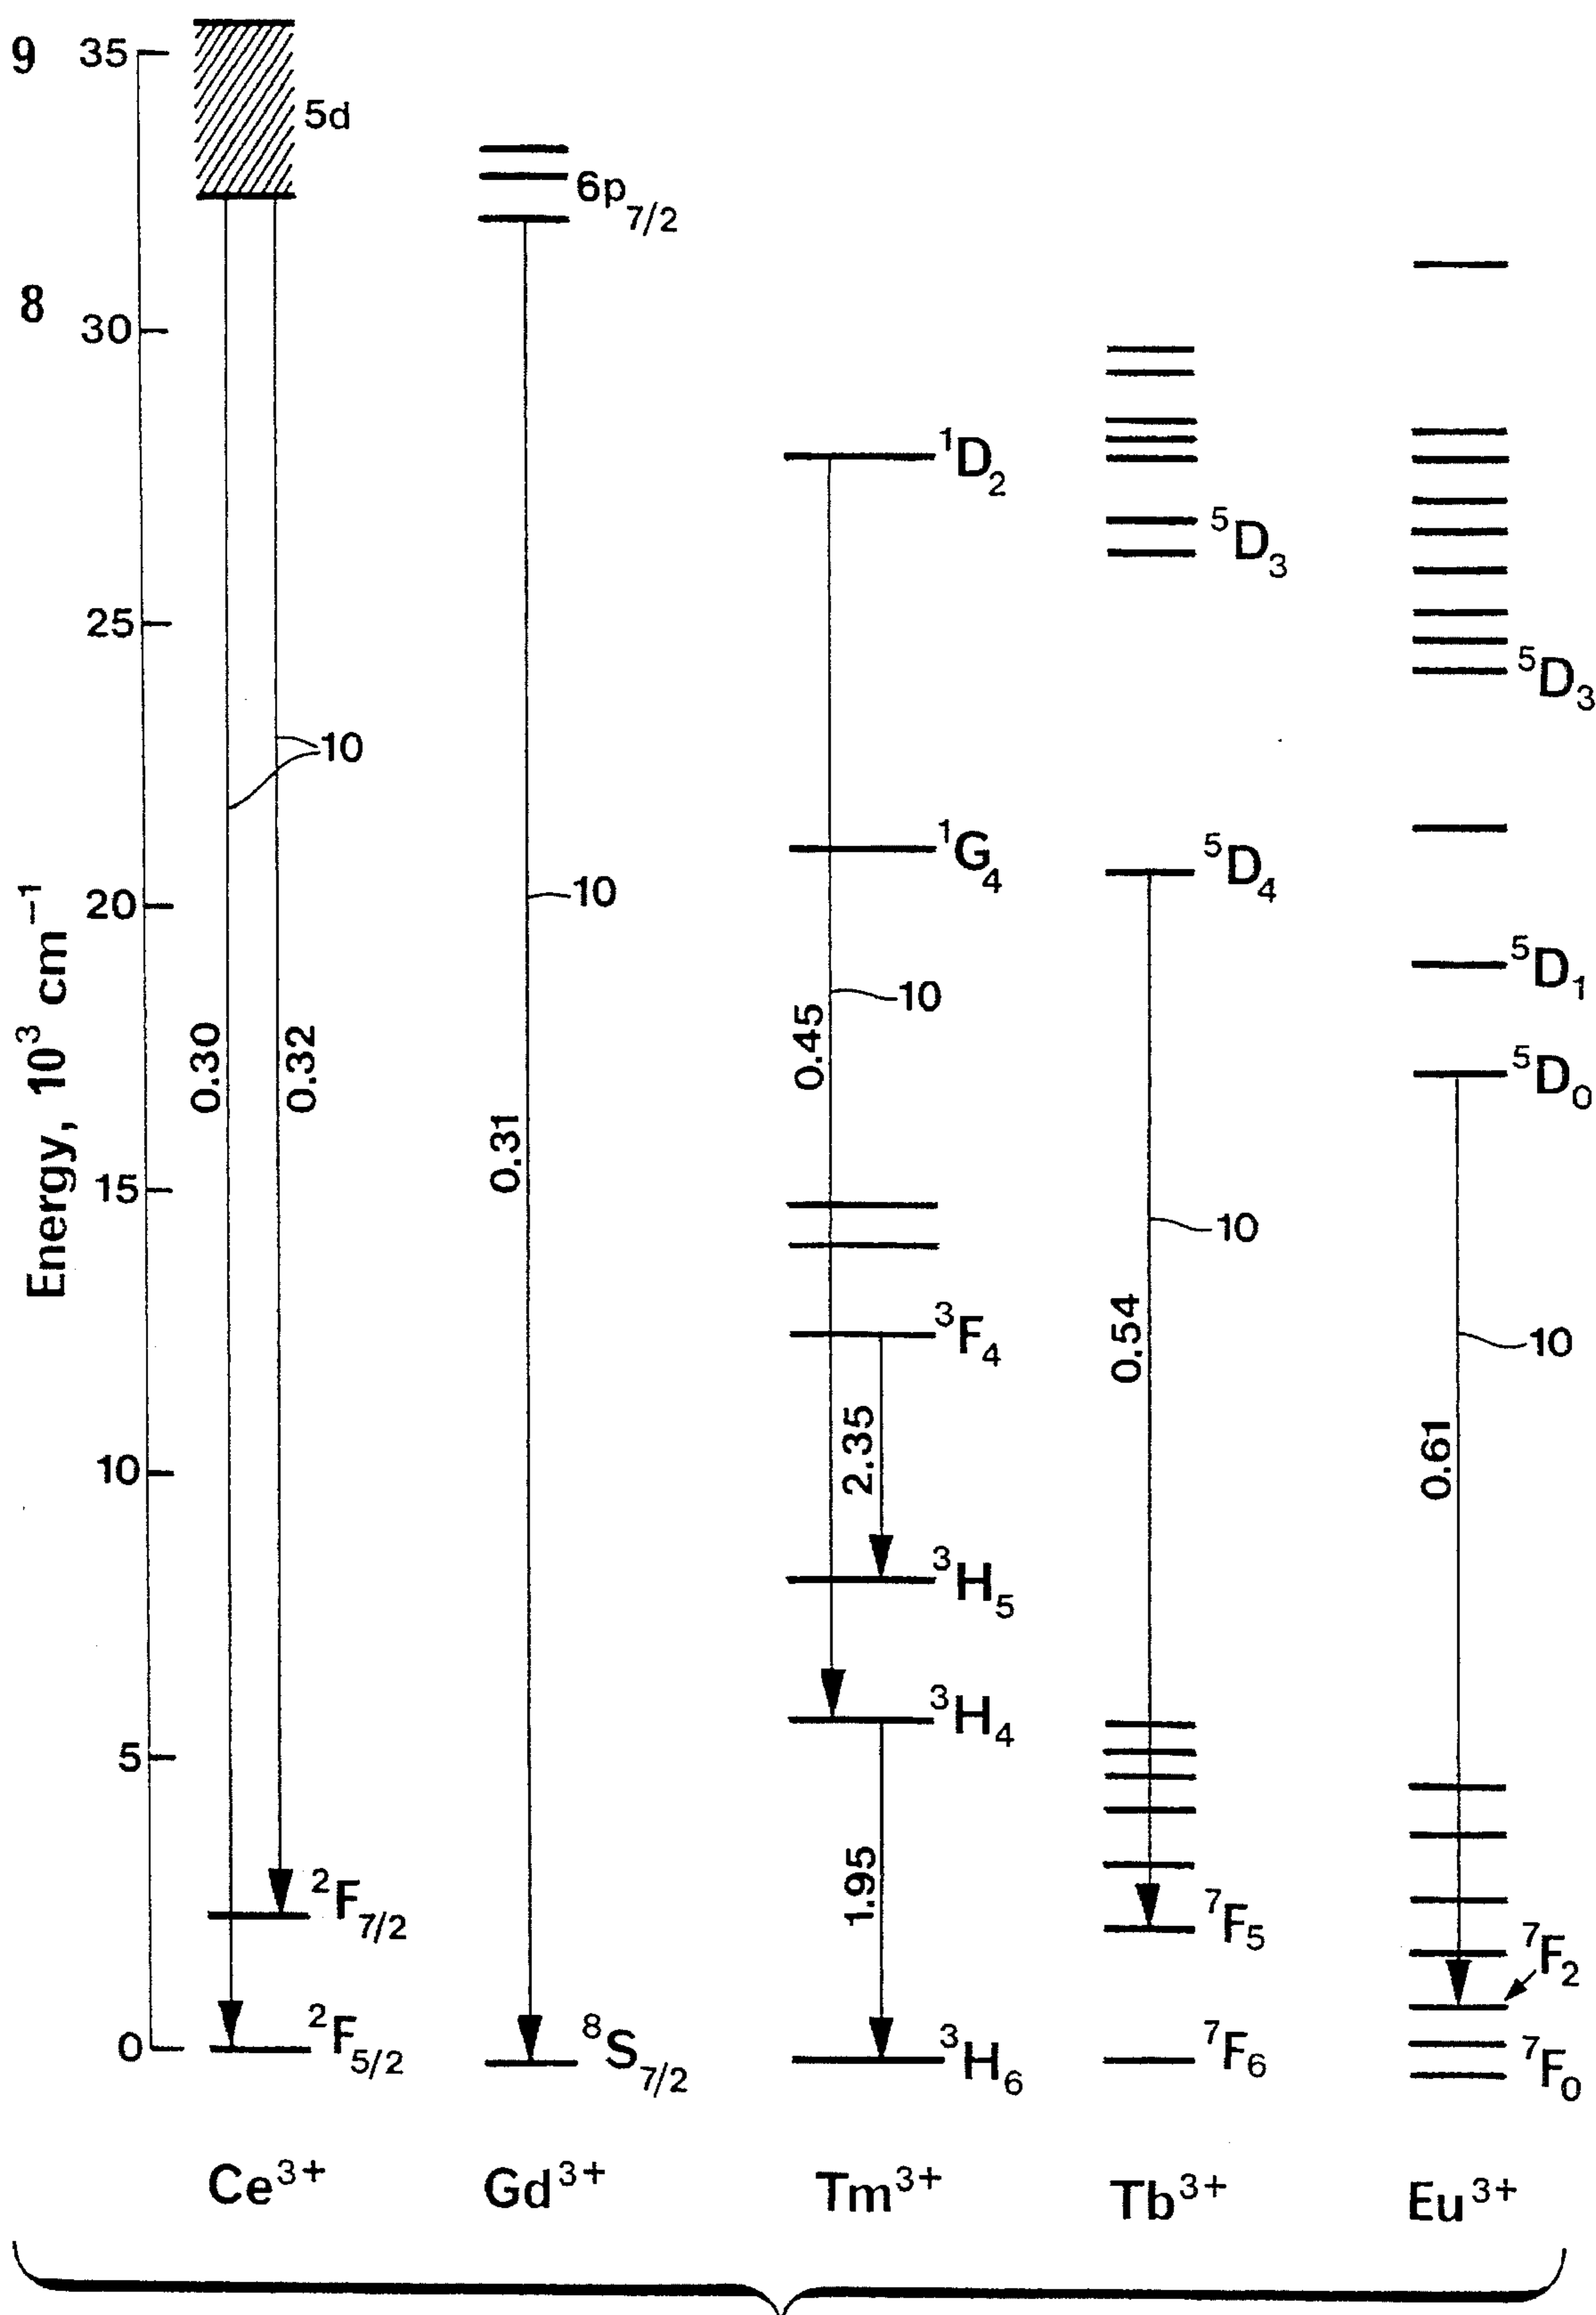 9
35
5d
6p7/2
8
30
¹D₂
⁵D₃
25
⁵D₃
10
¹G₄
⁵D₄
20
10
⁵D₁
10
Energy, 10³ cm⁻¹
0.30
0.32
0.45
⁵D₀
0.31
15
10
³F₄
0.54
10
2.35
0.61
10
³H₅
³H₄
5
1.95
²F7/2
⁷F₅
⁷F₂
0
²F5/2
⁸S7/2
³H₆
⁷F₆
⁷F₀
Ce³⁺ Gd³⁺ Tm³⁺ Tb³⁺ Eu³⁺